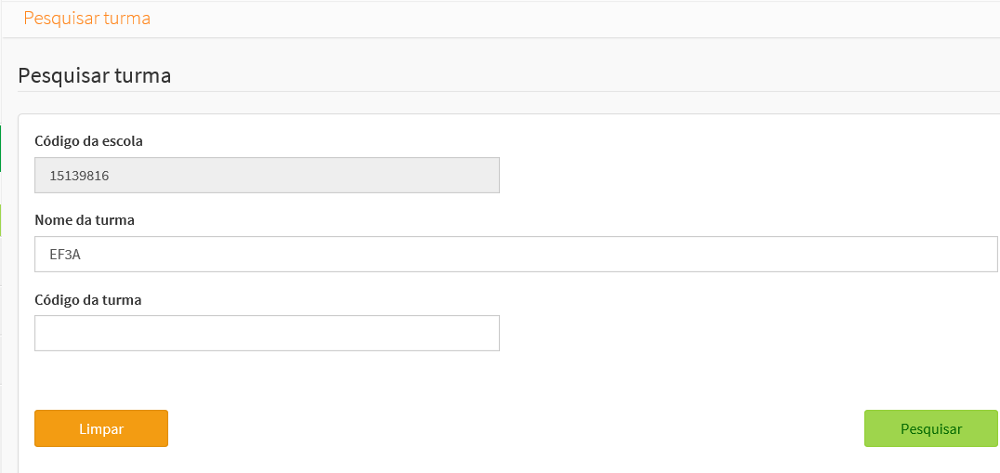 Pesquisar turma
Pesquisar turma
Código da escola
15139816
Nome da turma
EF3A
Código da turma
Limpar
Pesquisar